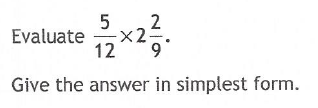 Evaluate 5/12 × 2 2/9.
Give the answer in simplest form.